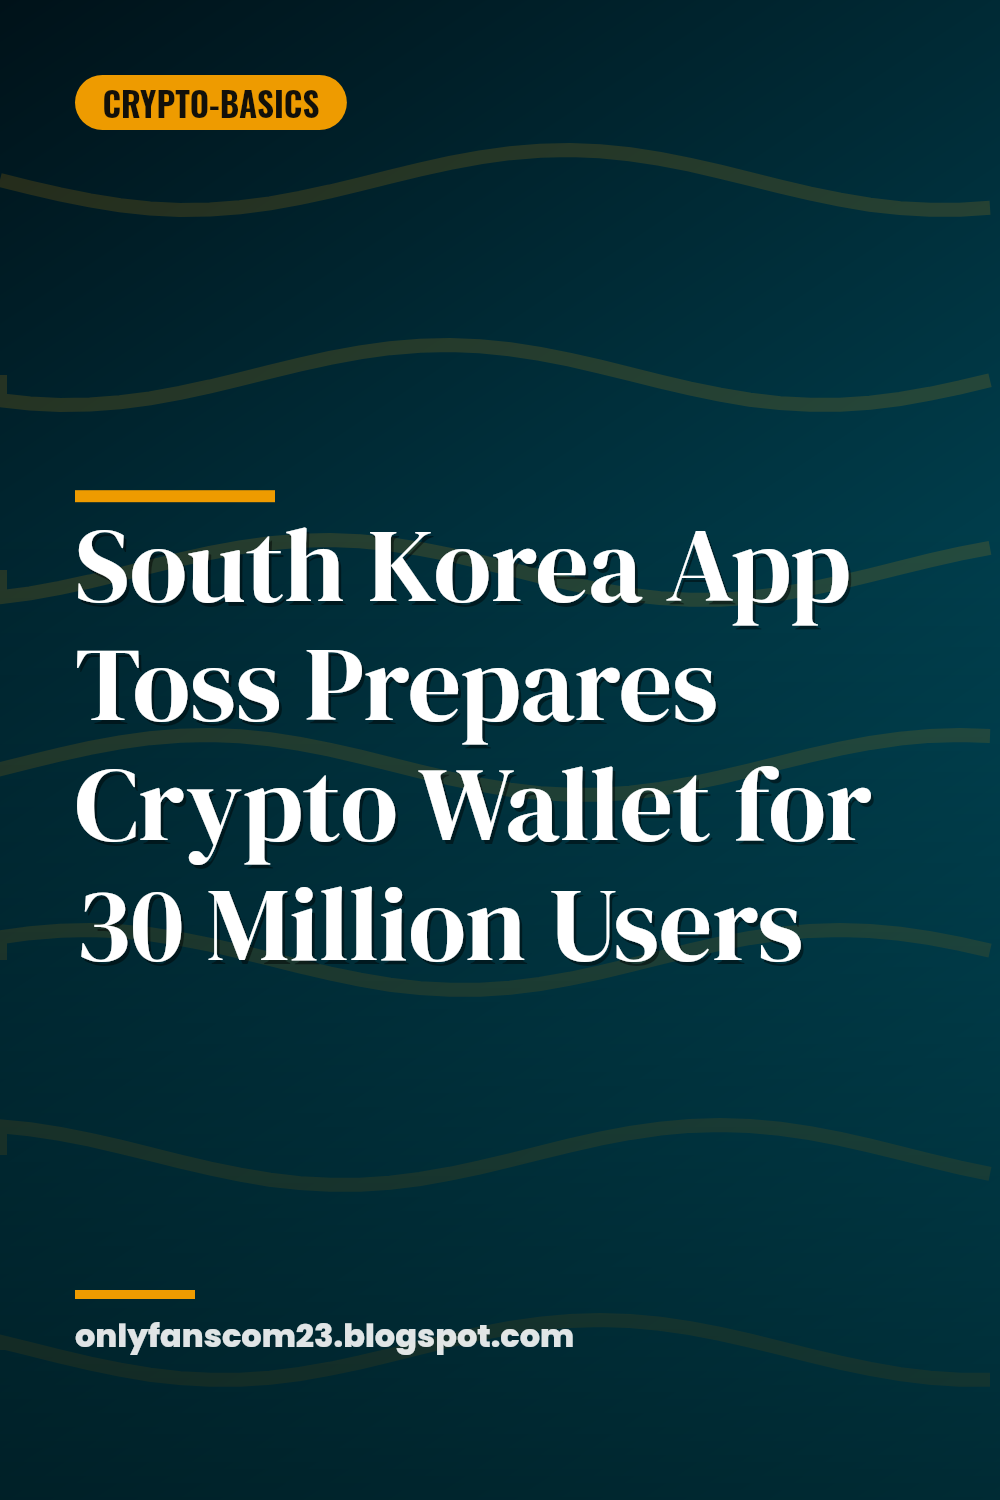 CRYPTO-BASICS
South Korea App
Toss Prepares
Crypto Wallet for
30 Million Users
onlyfanscom23.blogspot.com